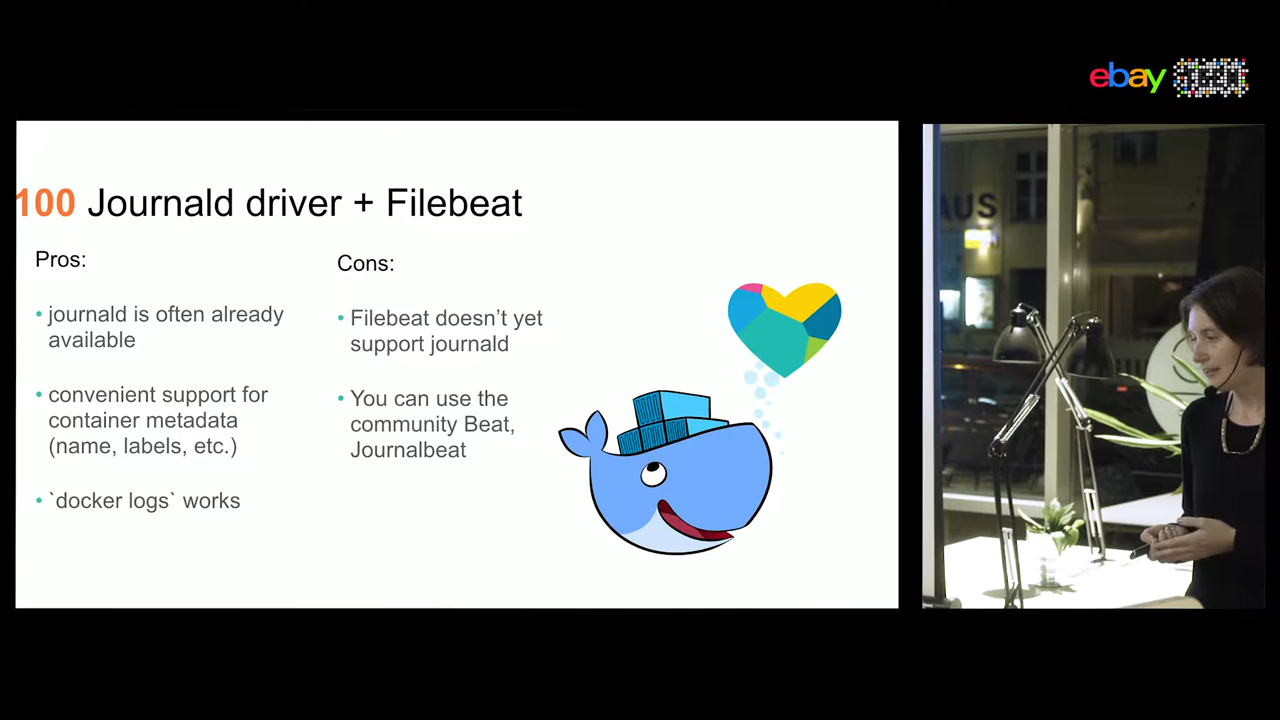 ebay
100 Journald driver + Filebeat
Pros:
• journald is often already
available
• convenient support for
container metadata
(name, labels, etc.)
• `docker logs` works
Cons:
• Filebeat doesn’t yet
support journald
• You can use the
community Beat,
Journalbeat
AUS